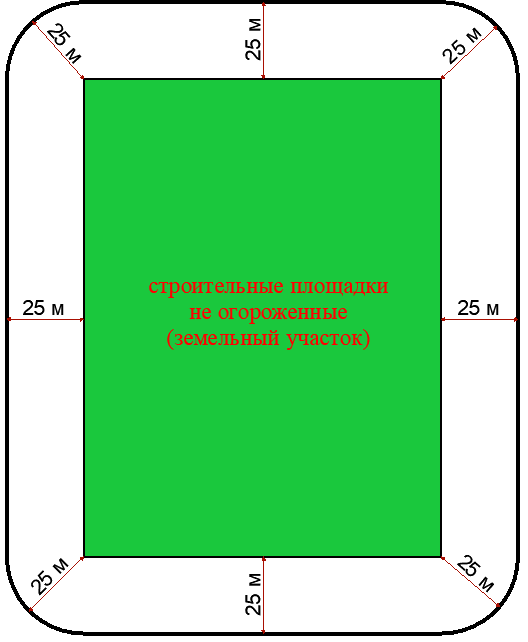 25 м
25 м
25 м
строительные площадки
не огороженные
(земельный участок)
25 м
25 м
25 м
25 м
25 м